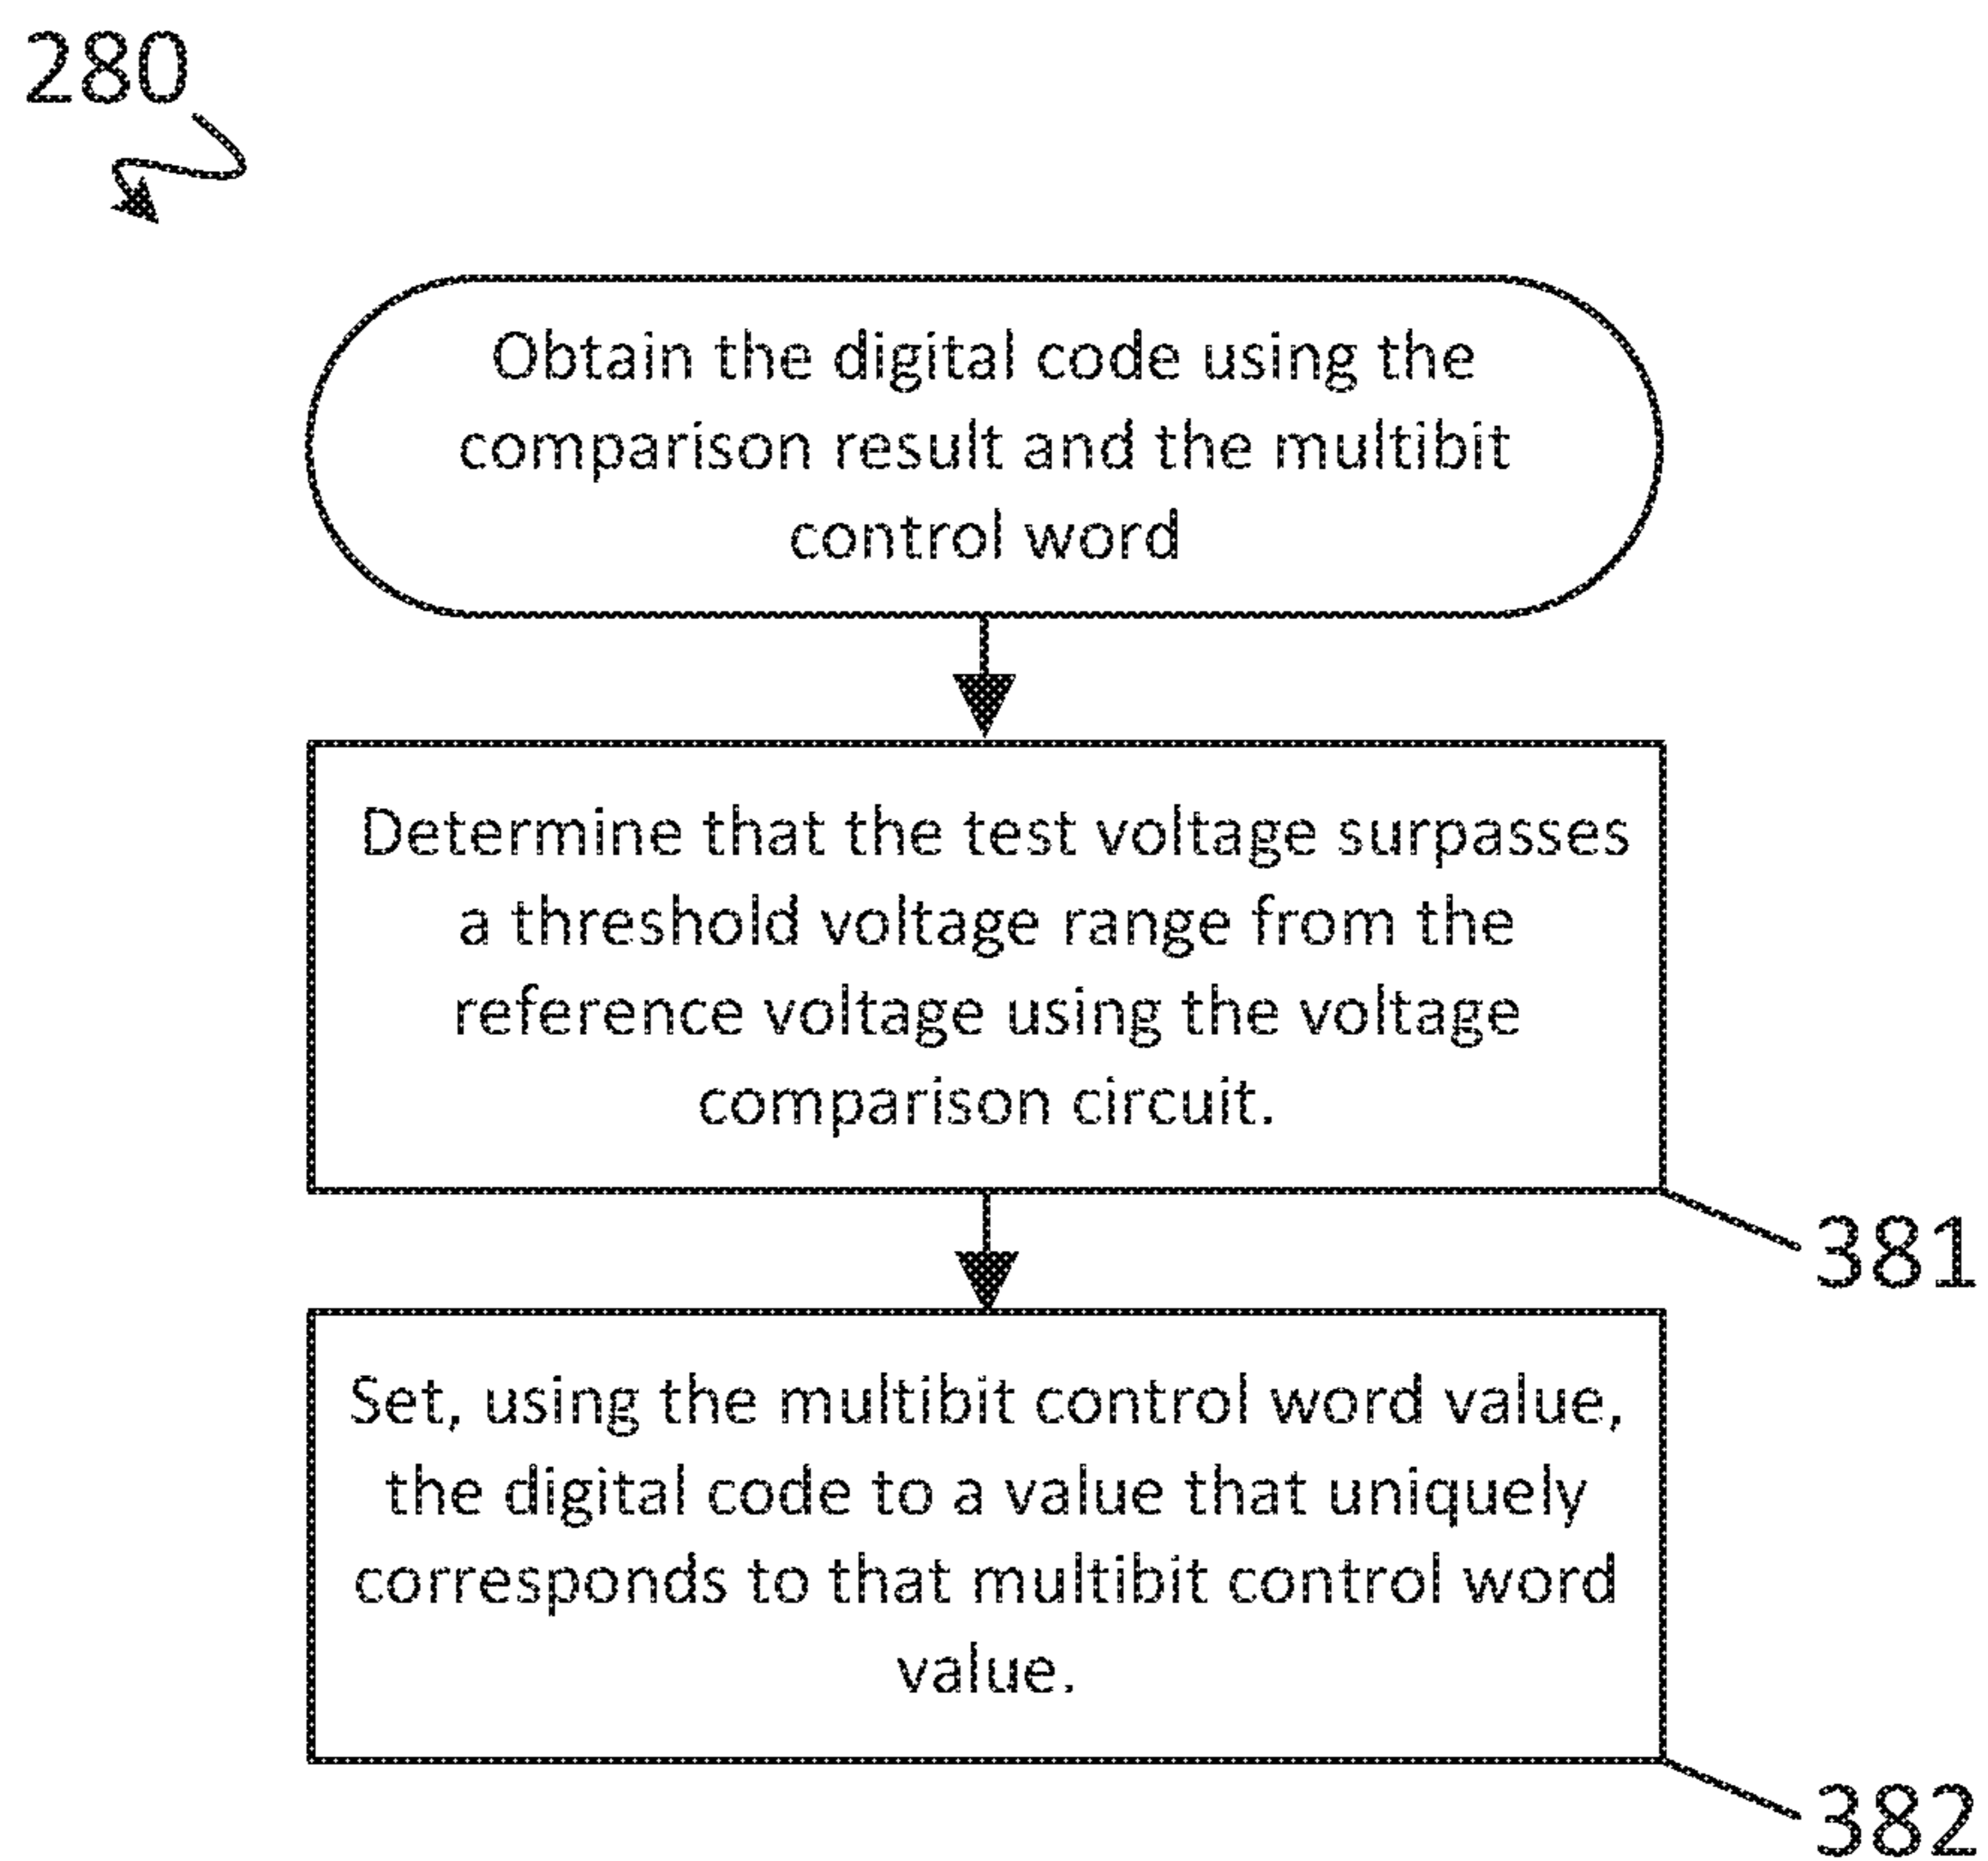 280
Obtain the digital code using the
comparison result and the multibit
control word
Determine that the test voltage surpasses
a threshold voltage range from the
reference voltage using the voltage
comparison circuit.
381
Set, using the multibit control word value,
the digital code to a value that uniquely
corresponds to that multibit control word
value.
382